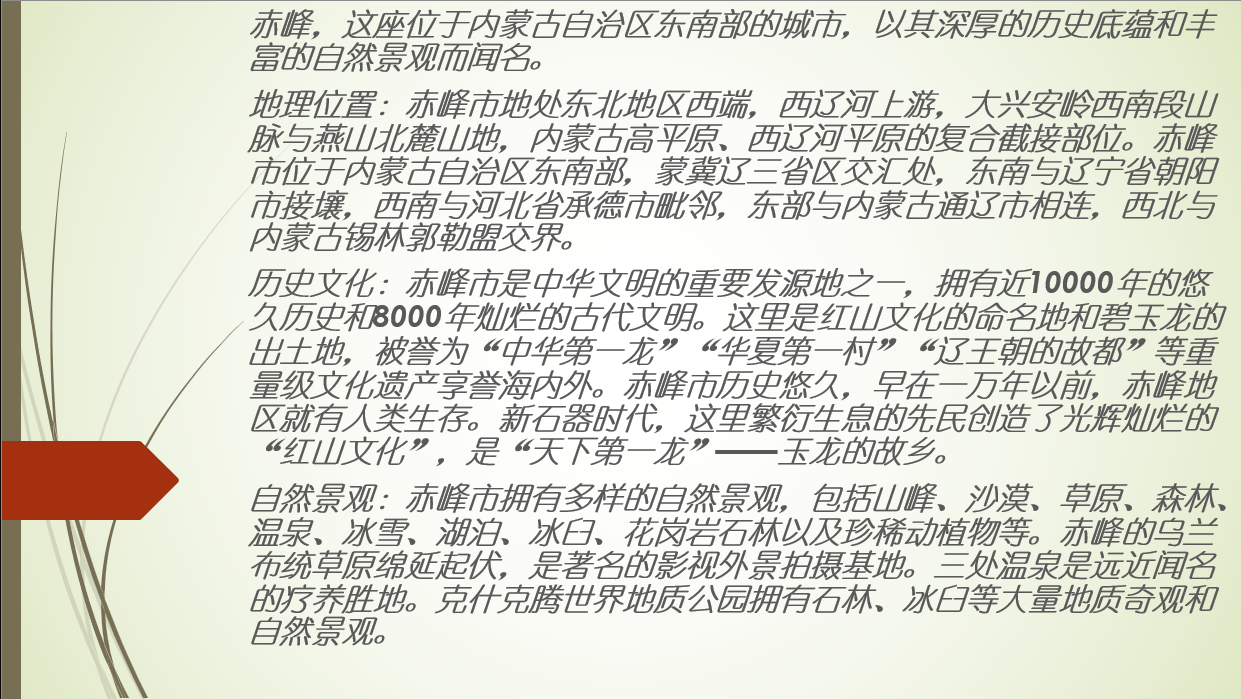 赤峰，这座位于内蒙古自治区东南部的城市，以其深厚的历史底蕴和丰
富的自然景观而闻名。
地理位置：赤峰市地处东北地区西端，西辽河上游，大兴安岭西南段山
脉与燕山北麓山地，内蒙古高平原、西辽河平原的复合截接部位。赤峰
市位于内蒙古自治区东南部，蒙冀辽三省区交汇处，东南与辽宁省朝阳
市接壤，西南与河北省承德市毗邻，东部与内蒙古通辽市相连，西北与
内蒙古锡林郭勒盟交界。
历史文化：赤峰市是中华文明的重要发源地之一，拥有近10000年的悠
久历史和8000年灿烂的古代文明。这里是红山文化的命名地和碧玉龙的
出土地，被誉为“中华第一龙”“华夏第一村”“辽王朝的故都”等重
量级文化遗产享誉海内外。赤峰市历史悠久，早在一万年以前，赤峰地
区就有人类生存。新石器时代，这里繁衍生息的先民创造了光辉灿烂的
“红山文化”，是“天下第一龙”——玉龙的故乡。
自然景观：赤峰市拥有多样的自然景观，包括山峰、沙漠、草原、森林、
温泉、冰雪、湖泊、冰臼、花岗岩石林以及珍稀动植物等。赤峰的乌兰
布统草原绵延起伏，是著名的影视外景拍摄基地。三处温泉是远近闻名
的疗养胜地。克什克腾世界地质公园拥有石林、冰臼等大量地质奇观和
自然景观。